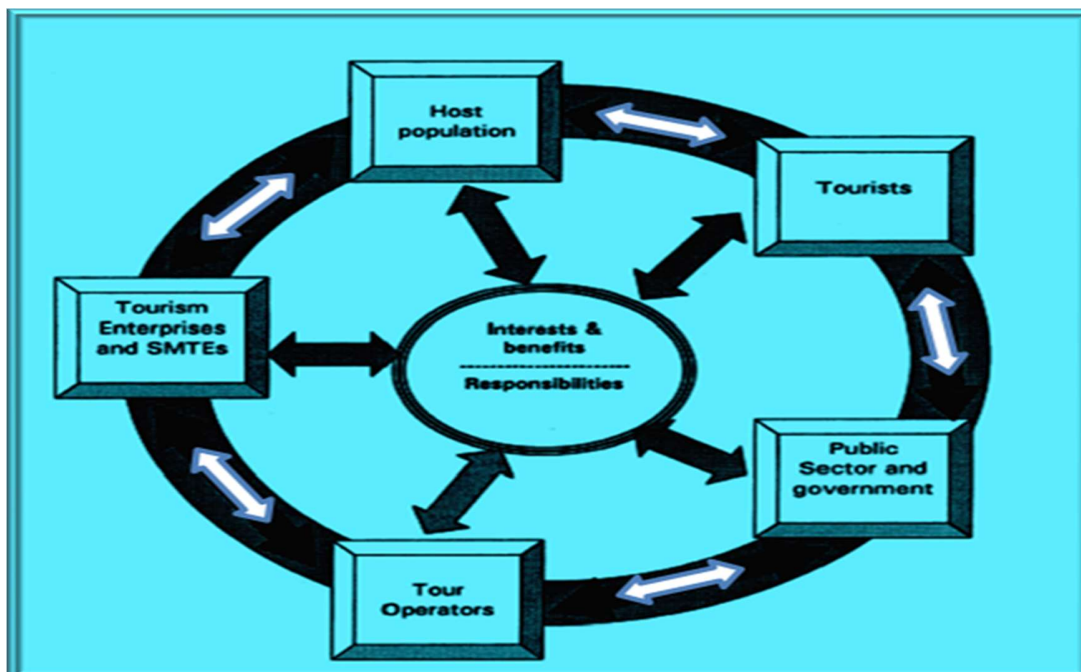 Host
population
Tourists
Tourism
Enterprises
and SMTEs
Interests &
benefits
Responsibilities
Public
Sector and
government
Tour
Operators